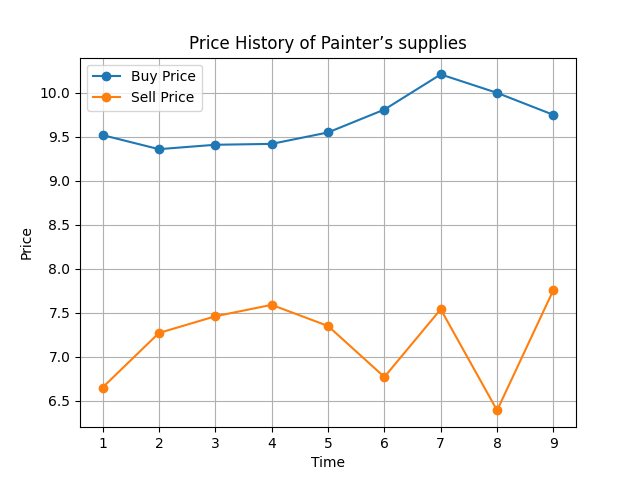 Price History of Painter’s supplies
Buy Price
Sell Price
10.0
9.5
9.0
8.5
8.0
7.5
7.0
6.5
Price
1 2 3 4 5 6 7 8 9
Time